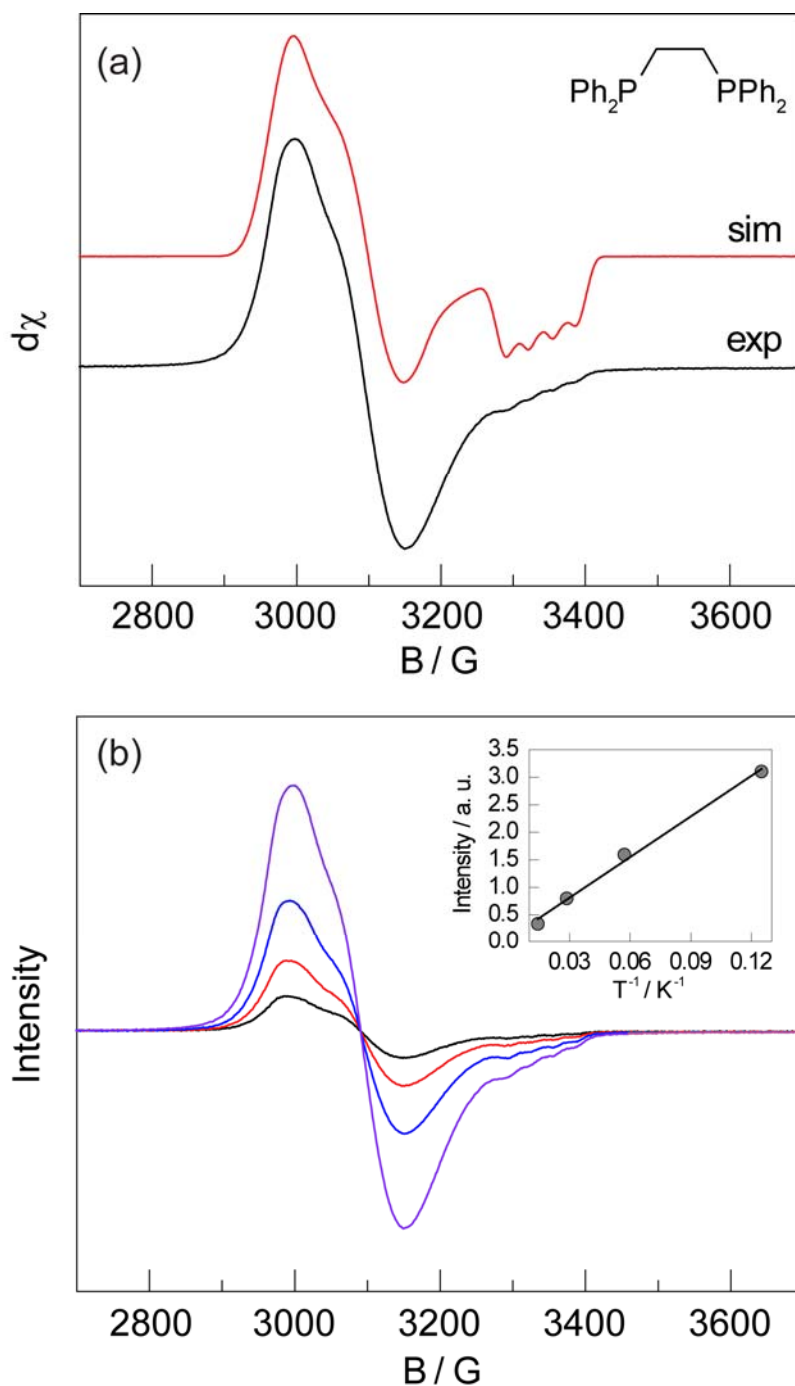 (a)
Ph₂P PPh₂
sim
exp
dχ
2800 3000 3200 3400 3600
B / G
(b)
3.5
3.0
2.5
2.0
1.5
1.0
0.5
0.0
Intensity / a. u.
0.03 0.06 0.09 0.12
T⁻¹ / K⁻¹
Intensity
2800 3000 3200 3400 3600
B / G